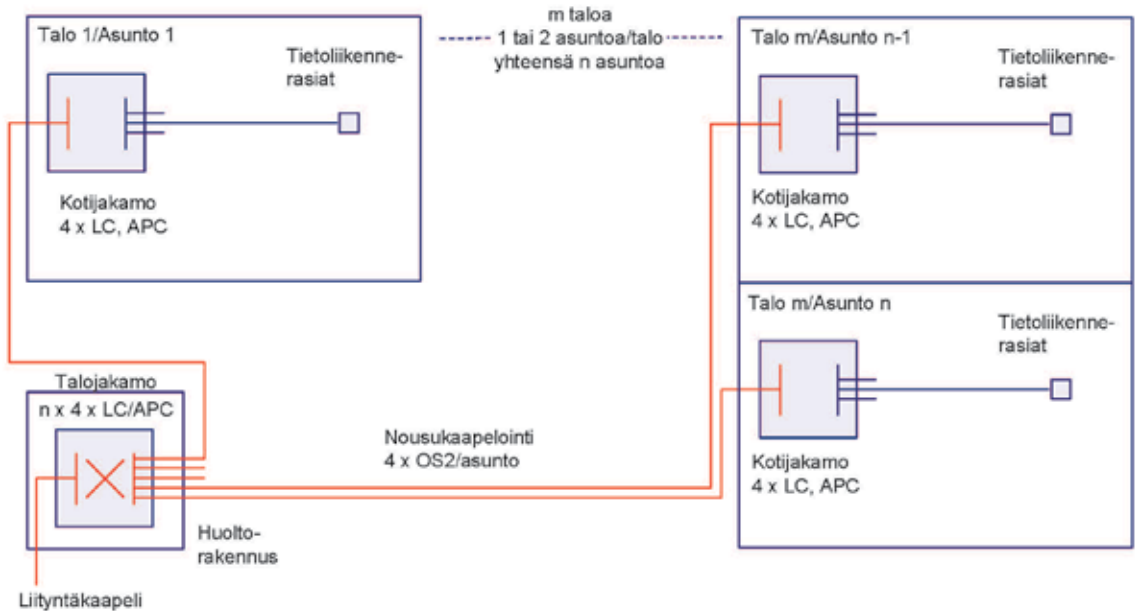 Talo 1/Asunto 1
Tietoliikenne-
rasiat
Kotijakamo
4 x LC, APC
m taloa
1 tai 2 asuntoa/talo
yhteensä n asuntoa
Talo m/Asunto n-1
Tietoliikenne-
rasiat
Kotijakamo
4 x LC, APC
Talo m/Asunto n
Tietoliikenne-
rasiat
Kotijakamo
4 x LC, APC
Talojakamo
n x 4 x LC/APC
Nousukaapelointi
4 x OS2/asunto
Huolto-
rakennus
Liityntäkaapeli